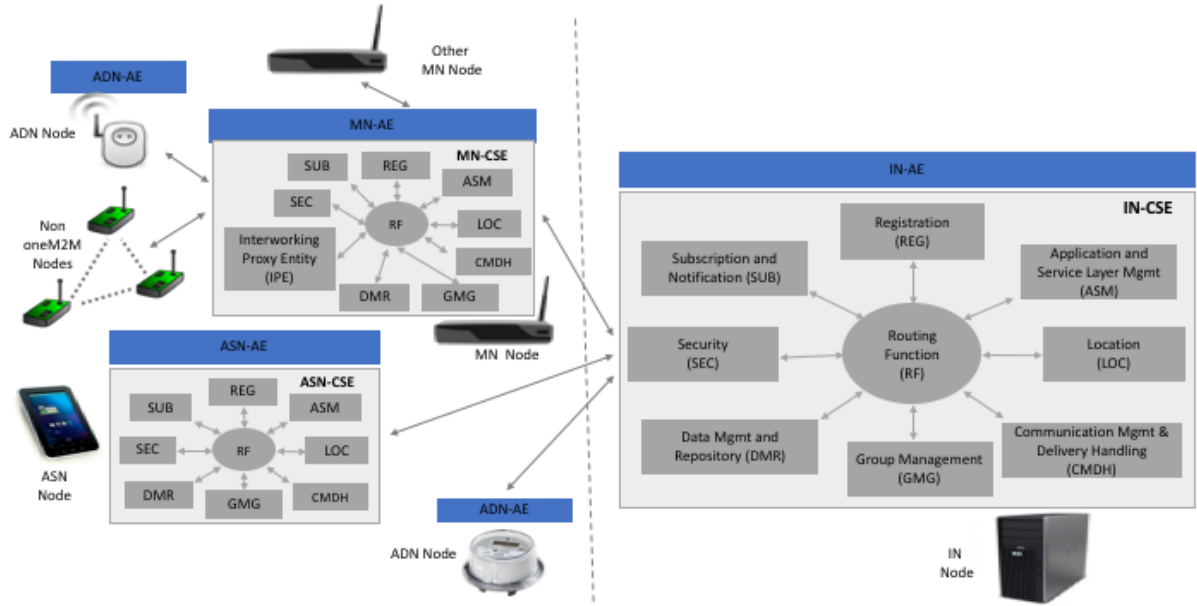 Other
MN Node
ADN-AE
ADN Node
MN-AE
MN-CSE
SUB
REG
ASM
SEC
RF
LOC
Interworking
Proxy Entity
(IPE)
CMDH
DMR
GMG
Non
oneM2M
Nodes
MN Node
ASN-AE
ASN-CSE
REG
SUB
ASM
SEC
RF
LOC
DMR
GMG
CMDH
ASN
Node
ADN-AE
ADN Node
IN-AE
IN-CSE
Registration
(REG)
Subscription and
Notification (SUB)
Application and
Service Layer Mgmt
(ASM)
Security
(SEC)
Routing
Function
(RF)
Location
(LOC)
Data Mgmt and
Repository (DMR)
Group Management
(GMG)
Communication Mgmt &
Delivery Handling
(CMDH)
IN
Node